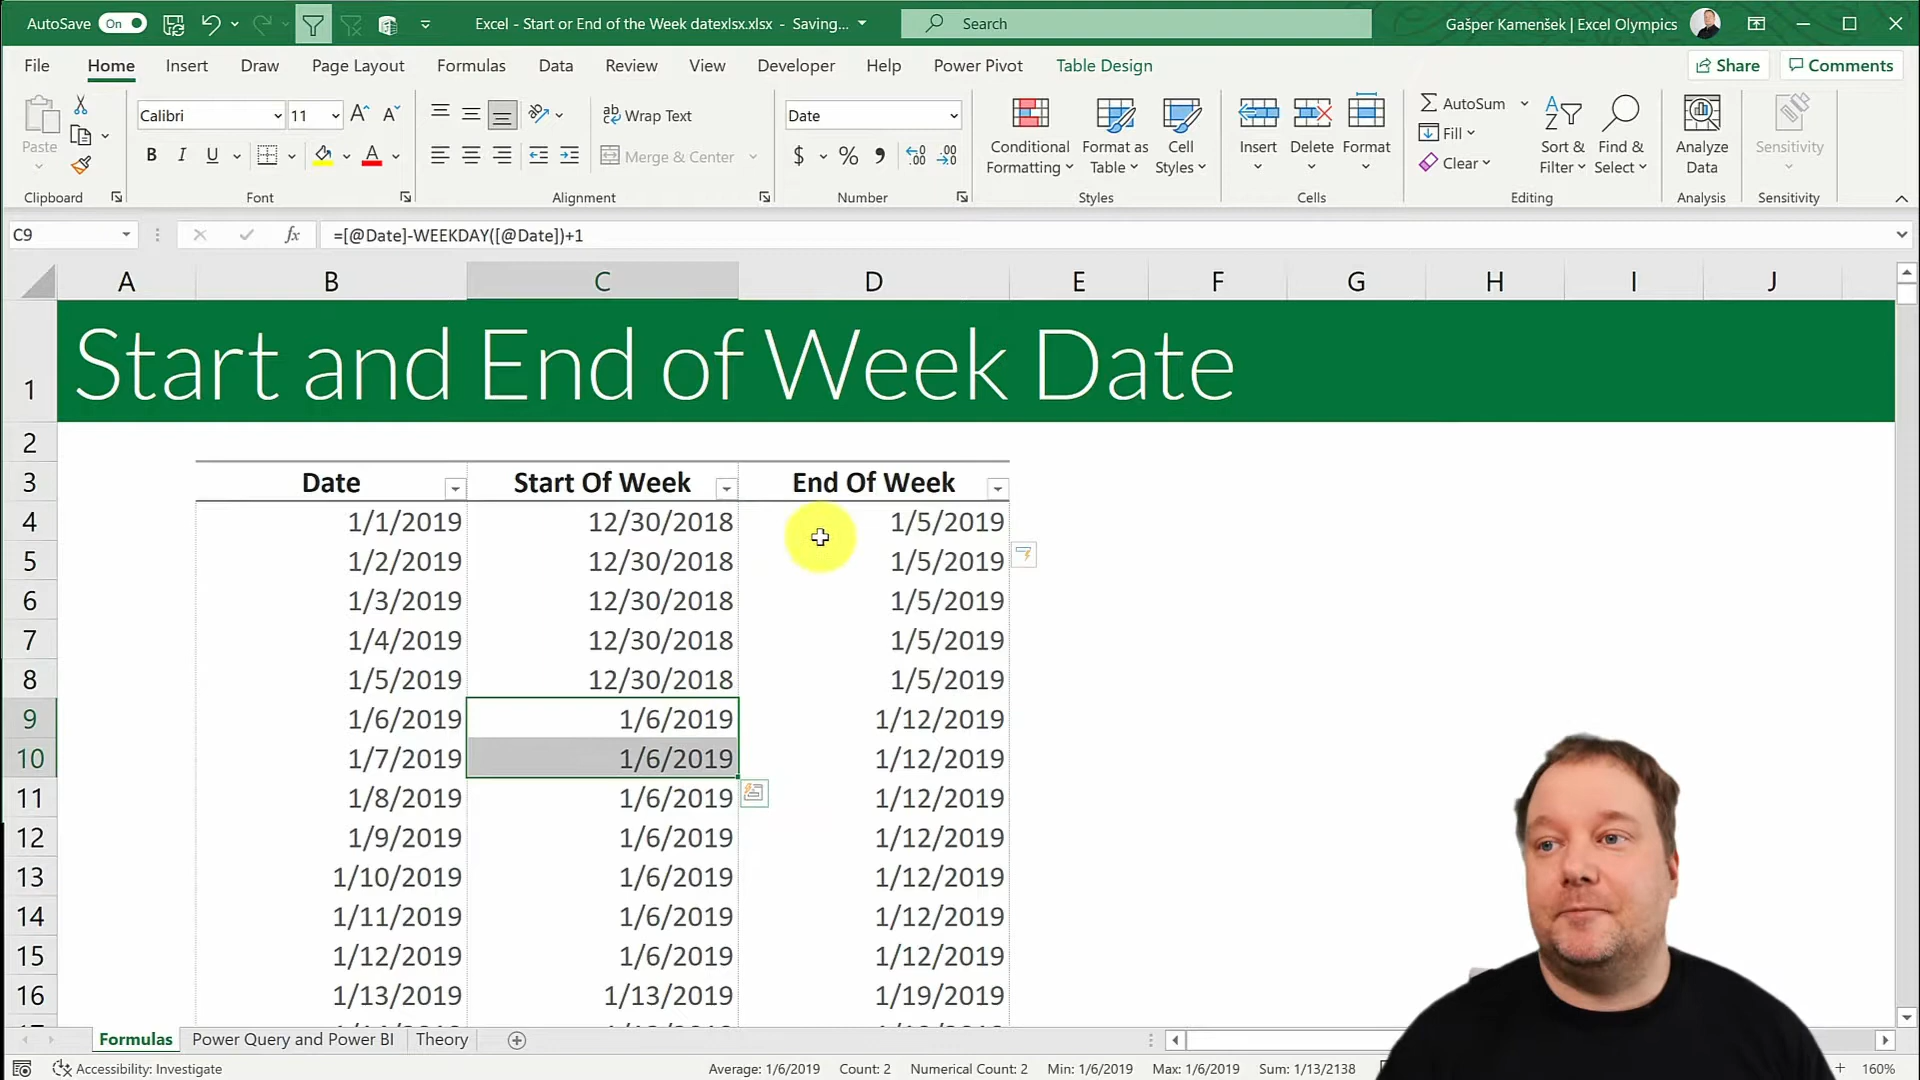 AutoSave On Excel - Start or End of the Week datexlsx.xlsx - Saving... Search Gašper Kamenšek | Excel Olympics
File Home Insert Draw Page Layout Formulas Data Review View Developer Help Power Pivot Table Design Share Comments
Paste Calibri 11 Wrap Text Date Conditional Formatting Format as Table Cell Styles Insert Delete Format AutoSum Sort & Filter Find & Select Analyze Data Sensitivity
B I U Merge & Center $ % Fill
Clear
Clipboard Font Alignment Number Styles Cells Editing Analysis Sensitivity
C9 fx =[@Date]-WEEKDAY([@Date])+1
A B C D E F G H I J
1 Start and End of Week Date
2
3 Date Start Of Week End Of Week
4 1/1/2019 12/30/2018 1/5/2019
5 1/2/2019 12/30/2018 1/5/2019
6 1/3/2019 12/30/2018 1/5/2019
7 1/4/2019 12/30/2018 1/5/2019
8 1/5/2019 12/30/2018 1/5/2019
9 1/6/2019 1/6/2019 1/12/2019
10 1/7/2019 1/6/2019 1/12/2019
11 1/8/2019 1/6/2019 1/12/2019
12 1/9/2019 1/6/2019 1/12/2019
13 1/10/2019 1/6/2019 1/12/2019
14 1/11/2019 1/6/2019 1/12/2019
15 1/12/2019 1/6/2019 1/12/2019
16 1/13/2019 1/13/2019 1/19/2019
Formulas Power Query and Power BI Theory
Accessibility: Investigate Average: 1/6/2019 Count: 2 Numerical Count: 2 Min: 1/6/2019 Max: 1/6/2019 Sum: 1/13/2138 160%